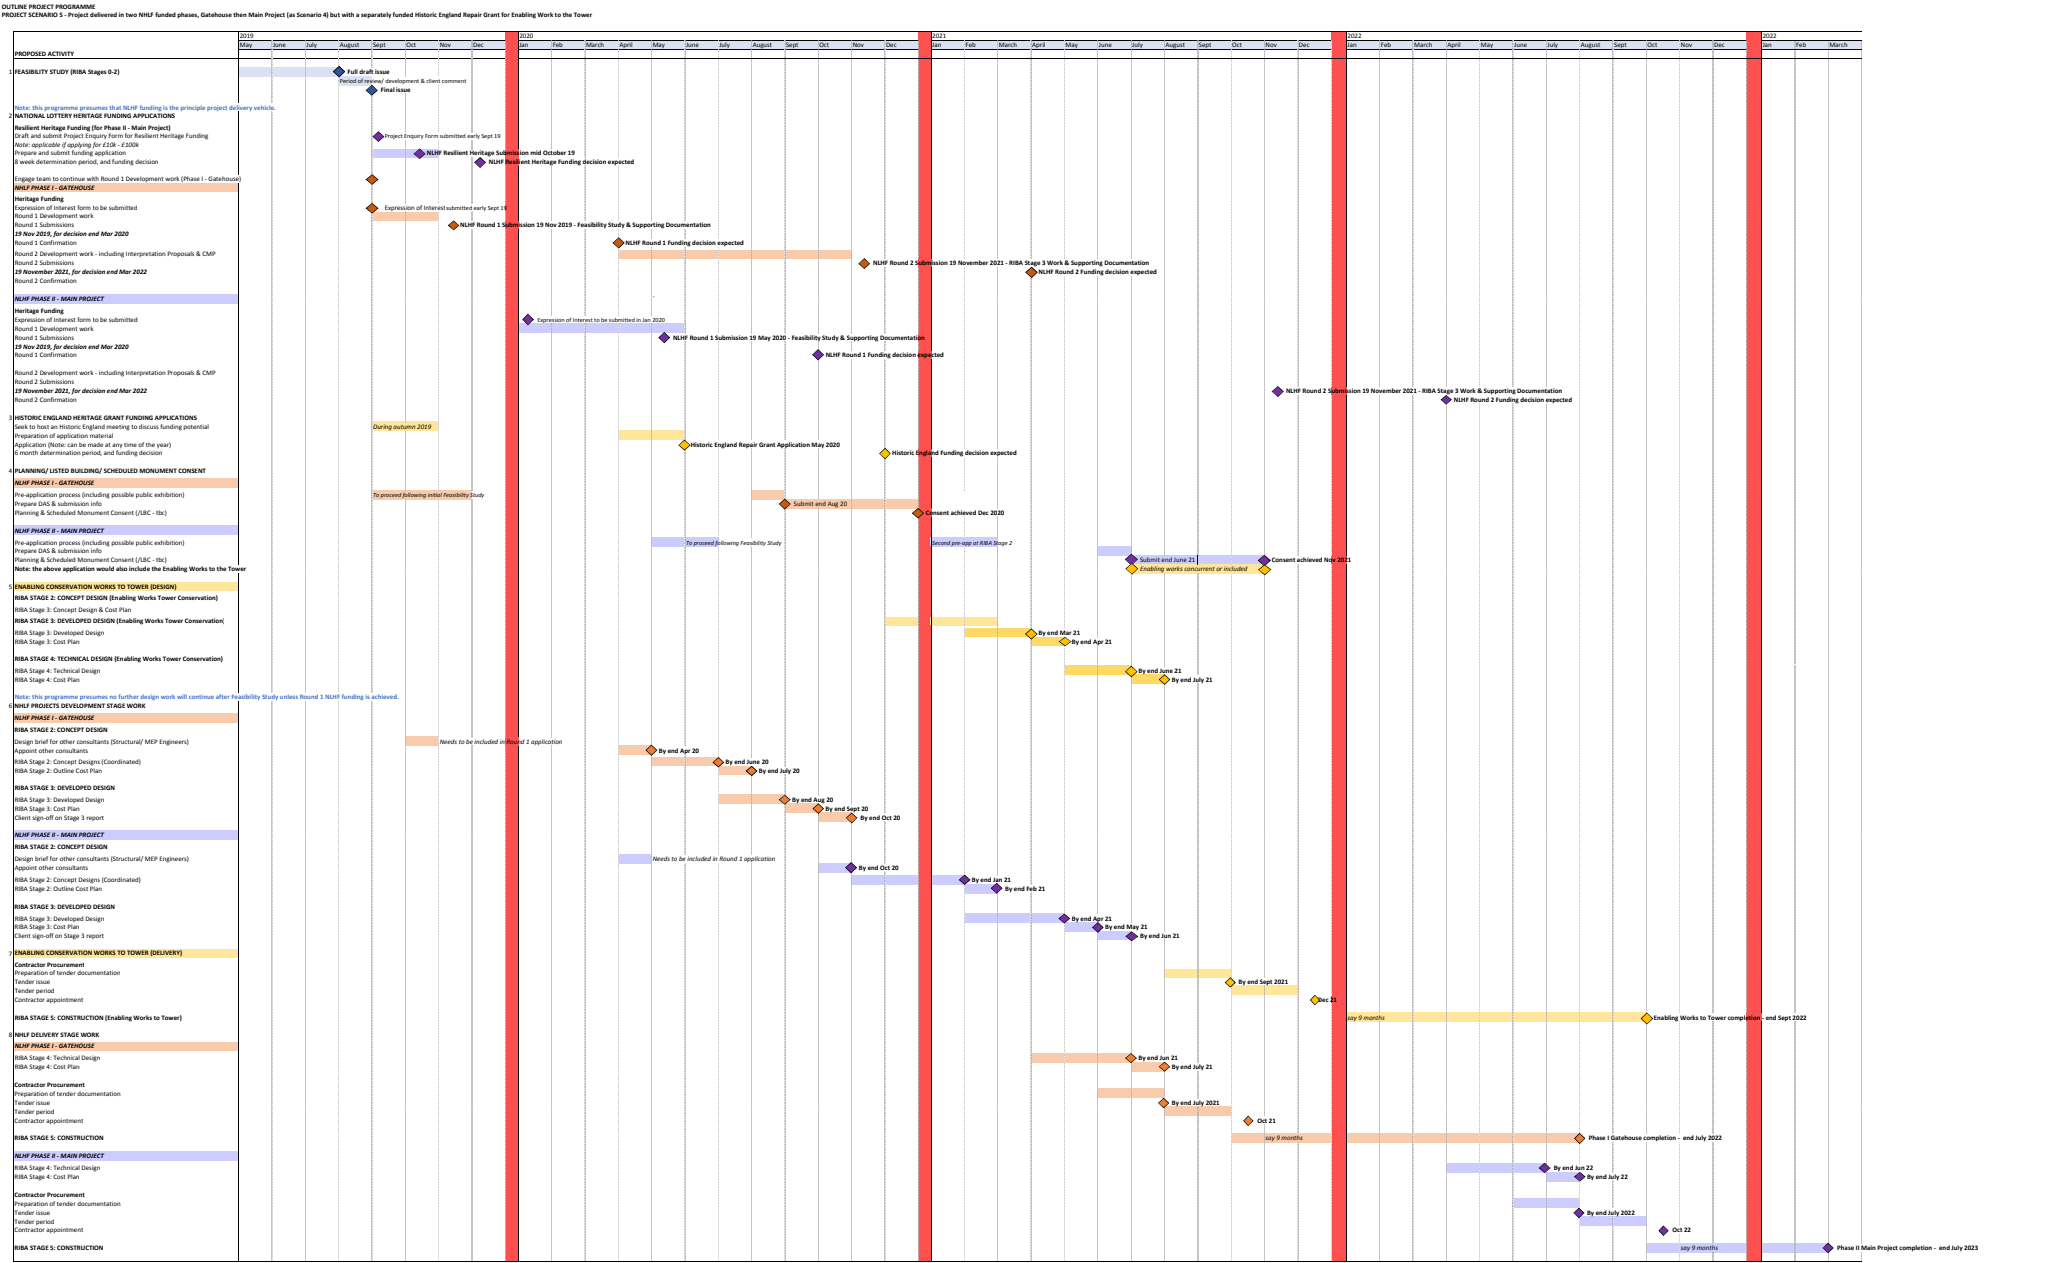 OUTLINE PROJECT PROGRAMME
PROJECT SCENARIO 5 - Project delivered in two NHLF funded phases, Gatehouse then Main Project (as Scenario 4) but with a separately funded Historic England Repair Grant for Enabling Work to the Tower
2019 2020 2021 2022 2022
PROPOSED ACTIVITY May June July August Sept Oct Nov Dec Jan Feb March April May June July August Sept Oct Nov Dec Jan Feb March April May June July August Sept Oct Nov Dec Jan Feb March April May June July August Sept Oct Nov Dec Jan Feb March
1 FEASIBILITY STUDY (RIBA Stages 0-2) Full draft issue
Period of review/ development & client comment
Final issue
Note: this programme presumes that NLHF funding is the principle project delivery vehicle.
2 NATIONAL LOTTERY HERITAGE FUNDING APPLICATIONS
Resilient Heritage Funding (for Phase II - Main Project)
Draft and submit Project Enquiry Form for Resilient Heritage Funding Project Enquiry Form submitted early Sept 19
Note: applicable if applying for £10k - £100k
Prepare and submit funding application NLHF Resilient Heritage Submission mid October 19
8 week determination period, and funding decision NLHF Resilient Heritage Funding decision expected
Engage team to continue with Round 1 Development work (Phase I - Gatehouse)
NHLF PHASE I - GATEHOUSE
Heritage Funding
Expression of Interest form to be submitted Expression of Interest submitted early Sept 19
Round 1 Development work
Round 1 Submissions NLHF Round 1 Submission 19 Nov 2019 - Feasibility Study & Supporting Documentation
19 Nov 2019, for decision end Mar 2020
Round 1 Confirmation NLHF Round 1 Funding decision expected
Round 2 Development work - including Interpretation Proposals & CMP
Round 2 Submissions NLHF Round 2 Submission 19 November 2021 - RIBA Stage 3 Work & Supporting Documentation
19 November 2021, for decision end Mar 2022 NLHF Round 2 Funding decision expected
Round 2 Confirmation
NLHF PHASE II - MAIN PROJECT
Heritage Funding
Expression of Interest form to be submitted Expression of Interest to be submitted in Jan 2020
Round 1 Development work
Round 1 Submissions NLHF Round 1 Submission 19 May 2020 - Feasibility Study & Supporting Documentation
19 Nov 2019, for decision end Mar 2020
Round 1 Confirmation NLHF Round 1 Funding decision expected
Round 2 Development work - including Interpretation Proposals & CMP
Round 2 Submissions
19 November 2021, for decision end Mar 2022 NLHF Round 2 Submission 19 November 2021 - RIBA Stage 3 Work & Supporting Documentation
Round 2 Confirmation NLHF Round 2 Funding decision expected
3 HISTORIC ENGLAND HERITAGE GRANT FUNDING APPLICATIONS
Seek to host an Historic England meeting to discuss funding potential During autumn 2019
Preparation of application material
Application (Note: can be made at any time of the year) Historic England Repair Grant Application May 2020
6 month determination period, and funding decision Historic England Funding decision expected
4 PLANNING/ LISTED BUILDING/ SCHEDULED MONUMENT CONSENT
NLHF PHASE I - GATEHOUSE
Pre-application process (including possible public exhibition) To proceed following initial Feasibility Study
Prepare DAS & submission info Submit end Aug 20
Planning & Scheduled Monument Consent (/LBC - tbc) Consent achieved Dec 2020
NLHF PHASE II - MAIN PROJECT
Pre-application process (including possible public exhibition) To proceed following Feasibility Study Second pre-app at RIBA Stage 2
Prepare DAS & submission info
Planning & Scheduled Monument Consent (/LBC - tbc) Submit end June 21 Consent achieved Nov 2021
Note: the above application would also include the Enabling Works to the Tower Enabling works concurrent or included
5 ENABLING CONSERVATION WORKS TO TOWER (DESIGN)
RIBA STAGE 2: CONCEPT DESIGN (Enabling Works Tower Conservation)
RIBA Stage 3: Concept Design & Cost Plan
RIBA STAGE 3: DEVELOPED DESIGN (Enabling Works Tower Conservation)
RIBA Stage 3: Developed Design By end Mar 21
RIBA Stage 3: Cost Plan By end Apr 21
RIBA STAGE 4: TECHNICAL DESIGN (Enabling Works Tower Conservation)
RIBA Stage 4: Technical Design By end June 21
RIBA Stage 4: Cost Plan By end July 21
Note: this programme presumes no further design work will continue after Feasibility Study unless Round 1 NLHF funding is achieved.
6 NHLF PROJECTS DEVELOPMENT STAGE WORK
NLHF PHASE I - GATEHOUSE
RIBA STAGE 2: CONCEPT DESIGN
Design brief for other consultants (Structural/ MEP Engineers) Needs to be included in Round 1 application
Appoint other consultants By end Apr 20
RIBA Stage 2: Concept Designs (Coordinated) By end June 20
RIBA Stage 2: Outline Cost Plan By end July 20
RIBA STAGE 3: DEVELOPED DESIGN
RIBA Stage 3: Developed Design By end Aug 20
RIBA Stage 3: Cost Plan By end Sept 20
Client sign-off on Stage 3 report By end Oct 20
NLHF PHASE II - MAIN PROJECT
RIBA STAGE 2: CONCEPT DESIGN
Design brief for other consultants (Structural/ MEP Engineers) Needs to be included in Round 1 application
Appoint other consultants By end Oct 20
RIBA Stage 2: Concept Designs (Coordinated) By end Jan 21
RIBA Stage 2: Outline Cost Plan By end Feb 21
RIBA STAGE 3: DEVELOPED DESIGN
RIBA Stage 3: Developed Design By end Apr 21
RIBA Stage 3: Cost Plan By end May 21
Client sign-off on Stage 3 report By end Jun 21
7 ENABLING CONSERVATION WORKS TO TOWER (DELIVERY)
Contractor Procurement
Preparation of tender documentation
Tender issue By end Sept 2021
Tender period
Contractor appointment Dec 21
RIBA STAGE 5: CONSTRUCTION (Enabling Works to Tower) say 9 months Enabling Works to Tower completion - end Sept 2022
8 NHLF DELIVERY STAGE WORK
NLHF PHASE I - GATEHOUSE
RIBA Stage 4: Technical Design By end Jun 21
RIBA Stage 4: Cost Plan By end July 21
Contractor Procurement
Preparation of tender documentation
Tender issue By end July 2021
Tender period
Contractor appointment Oct 21
RIBA STAGE 5: CONSTRUCTION say 9 months Phase I Gatehouse completion - end July 2022
NLHF PHASE II - MAIN PROJECT
RIBA Stage 4: Technical Design By end Jun 22
RIBA Stage 4: Cost Plan By end July 22
Contractor Procurement
Preparation of tender documentation
Tender issue By end July 2022
Tender period
Contractor appointment Oct 22
RIBA STAGE 5: CONSTRUCTION say 9 months Phase II Main Project completion - end July 2023